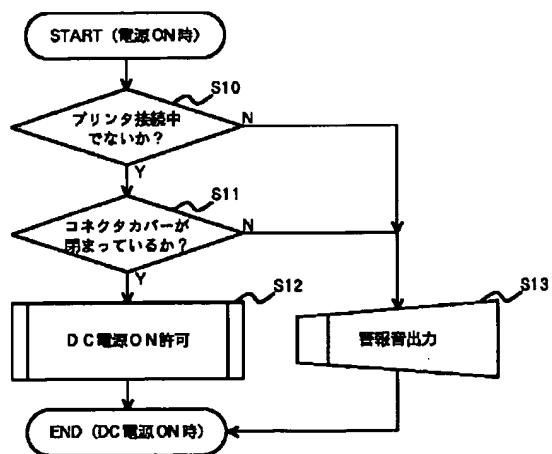 START（電源ON時）
S10
プリンタ接続中
でないか？
N
Y
S11
コネクタカバーが
閉まっているか？
N
Y
S12
DC電源ON許可
S13
警報音出力
END（DC電源ON時）